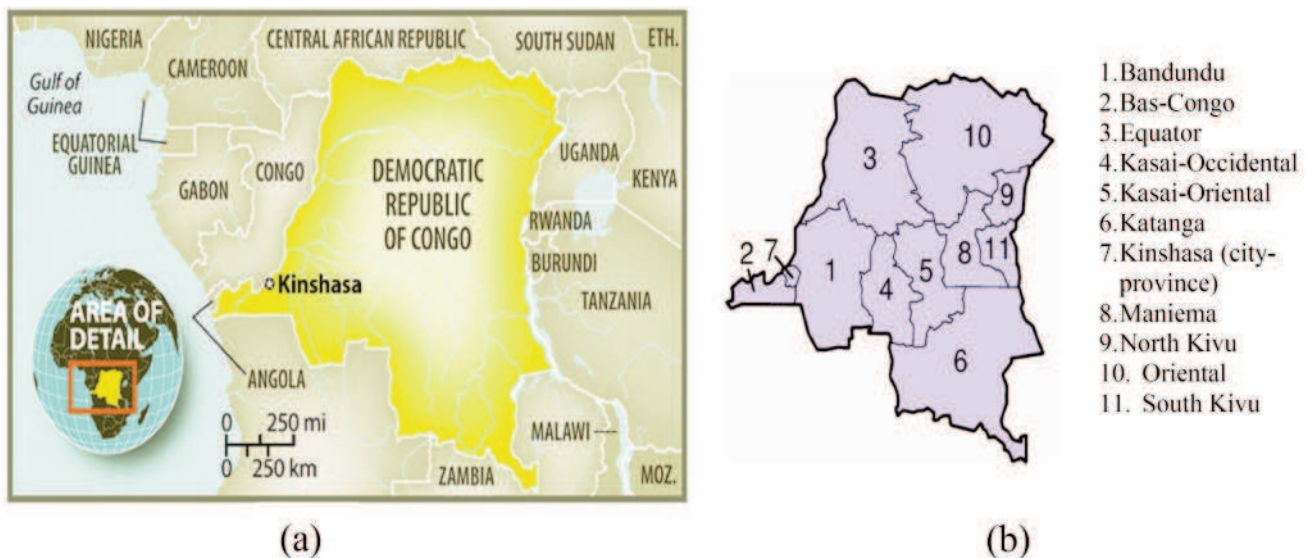 NIGERIA
CENTRAL AFRICAN REPUBLIC
SOUTH SUDAN
ETH.
CAMEROON
Gulf of
Guinea
EQUATORIAL
GUINEA
GABON
CONGO
DEMOCRATIC
REPUBLIC
OF CONGO
UGANDA
KENYA
RWANDA
BURUNDI
TANZANIA
Kinshasa
AREA OF
DETAIL
ANGOLA
0 250 mi
0 250 km
MALAWI
ZAMBIA
MOZ.
(a)
10
3
9
2 7
1
4
5
8
11
6
1.Bandundu
2.Bas-Congo
3.Equator
4.Kasai-Occidental
5.Kasai-Oriental
6.Katanga
7.Kinshasa (city-
province)
8.Maniema
9.North Kivu
10. Oriental
11. South Kivu
(b)